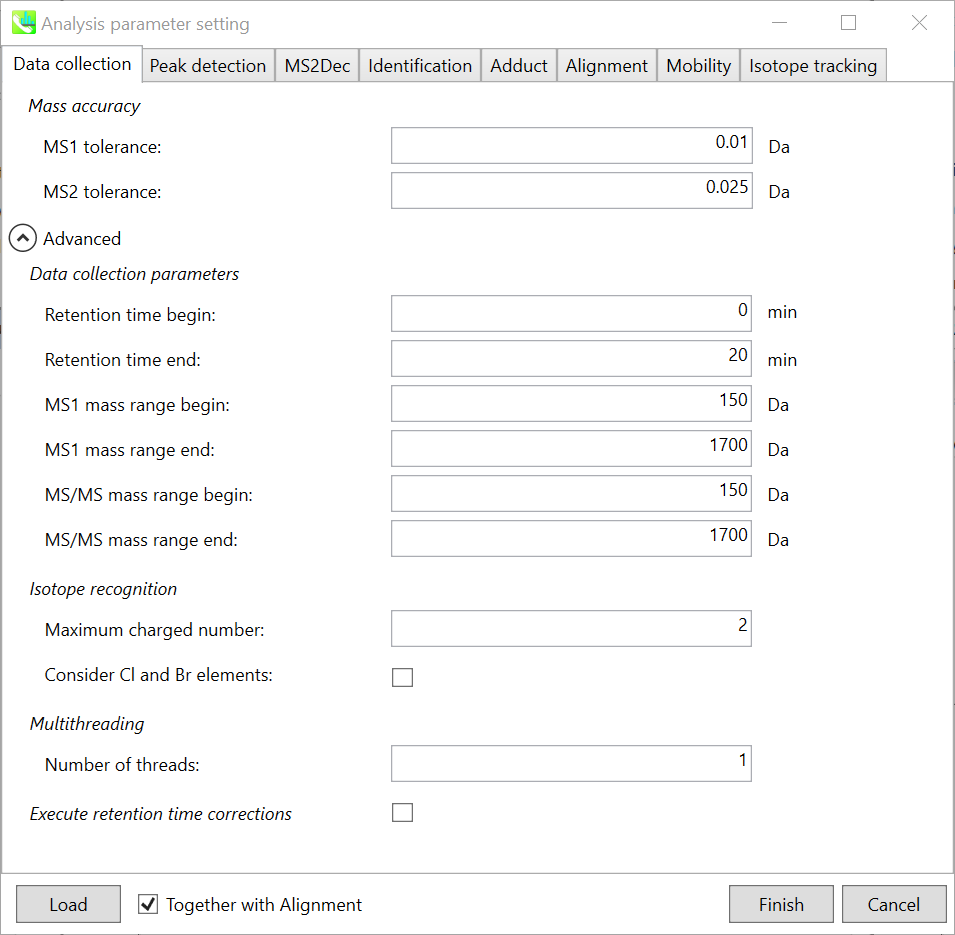 Analysis parameter setting
Data collection Peak detection MS2Dec Identification Adduct Alignment Mobility Isotope tracking
Mass accuracy
MS1 tolerance: 0.01 Da
MS2 tolerance: 0.025 Da
Advanced
Data collection parameters
Retention time begin: 0 min
Retention time end: 20 min
MS1 mass range begin: 150 Da
MS1 mass range end: 1700 Da
MS/MS mass range begin: 150 Da
MS/MS mass range end: 1700 Da
Isotope recognition
Maximum charged number: 2
Consider Cl and Br elements:
Multithreading
Number of threads: 1
Execute retention time corrections
Load Together with Alignment Finish Cancel